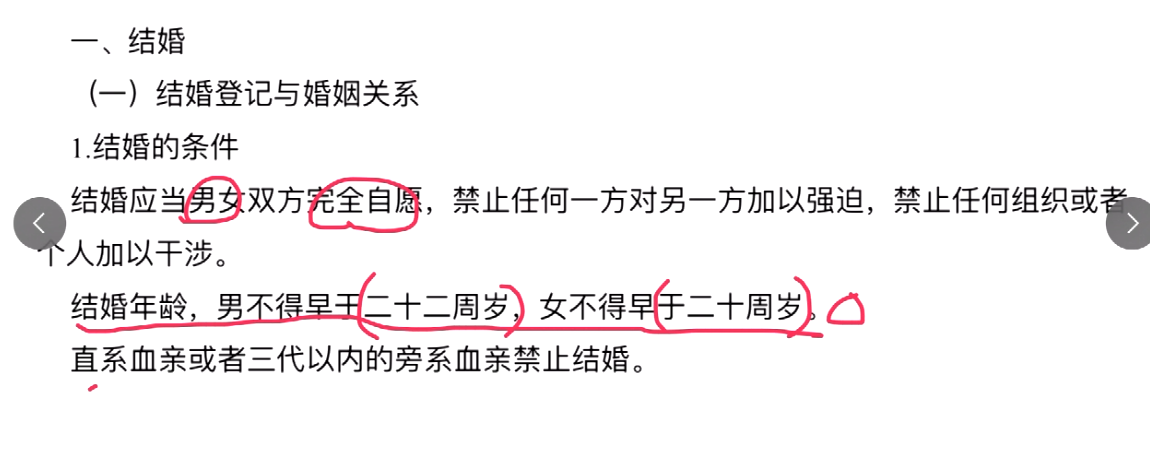 一、结婚
（一）结婚登记与婚姻关系
1.结婚的条件
结婚应当男女双方完全自愿，禁止任何一方对另一方加以强迫，禁止任何组织或者
个人加以干涉。
结婚年龄，男不得早于二十二周岁，女不得早于二十周岁。
直系血亲或者三代以内的旁系血亲禁止结婚。